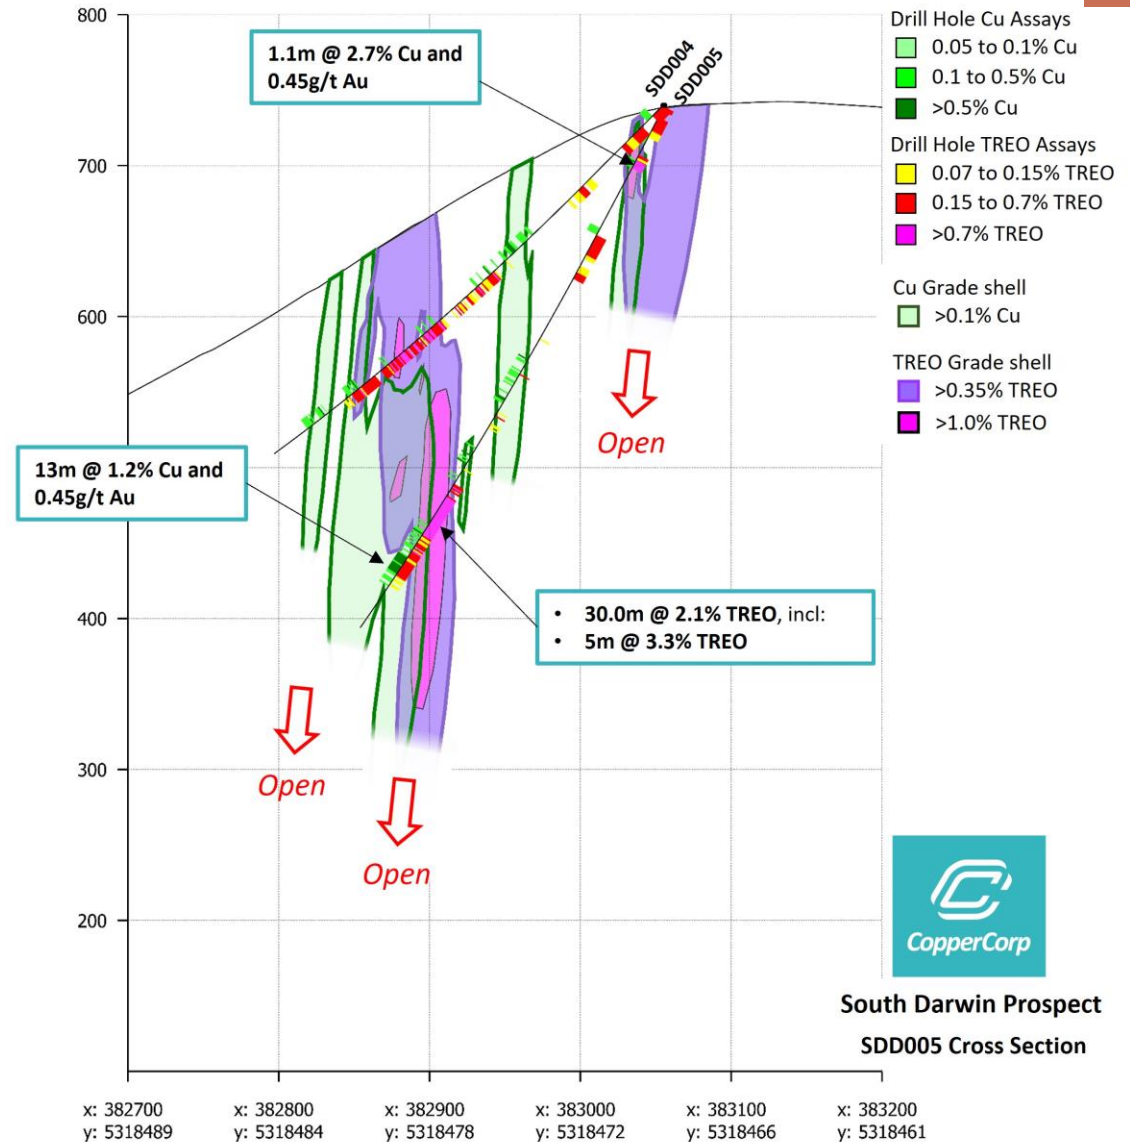 800
700
600
400
300
200
1.1m @ 2.7% Cu and
0.45g/t Au
SDD004
SDD005
13m @ 1.2% Cu and
0.45g/t Au
• 30.0m @ 2.1% TREO, incl:
• 5m @ 3.3% TREO
Open
Open
Open
Drill Hole Cu Assays
0.05 to 0.1% Cu
0.1 to 0.5% Cu
>0.5% Cu
Drill Hole TREO Assays
0.07 to 0.15% TREO
0.15 to 0.7% TREO
>0.7% TREO
Cu Grade shell
>0.1% Cu
TREO Grade shell
>0.35% TREO
>1.0% TREO
CopperCorp
South Darwin Prospect
SDD005 Cross Section
x: 382700 x: 382800 x: 382900 x: 383000 x: 383100 x: 383200
y: 5318489 y: 5318484 y: 5318478 y: 5318472 y: 5318466 y: 5318461